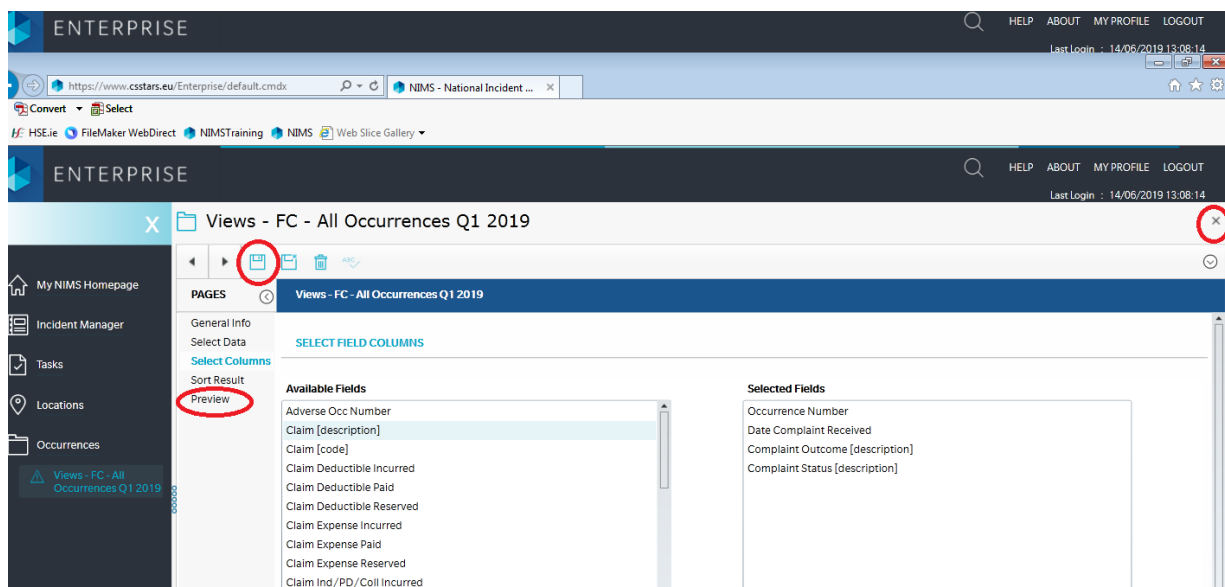 ENTERPRISE
HELP ABOUT MY PROFILE LOGOUT
Last Login : 14/06/2019 13:08:14
https://www.csstars.eu/Enterprise/default.cmdx
NIMS - National Incident ...
Convert Select
HSE.ie FileMaker WebDirect NIMSTraining NIMS Web Slice Gallery
ENTERPRISE
HELP ABOUT MY PROFILE LOGOUT
Last Login : 14/06/2019 13:08:14
X
Views - FC - All Occurrences Q1 2019
ABC
My NIMS Homepage
Incident Manager
Tasks
Locations
Occurrences
Views - FC - All
Occurrences Q1 2019
PAGES
General Info
Select Data
Select Columns
Sort Result
Preview
Views - FC - All Occurrences Q1 2019
SELECT FIELD COLUMNS
Available Fields
Adverse Occ Number
Claim [description]
Claim [code]
Claim Deductible Incurred
Claim Deductible Paid
Claim Deductible Reserved
Claim Expense Incurred
Claim Expense Paid
Claim Expense Reserved
Claim Ind/PD/Coll Incurred
Selected Fields
Occurrence Number
Date Complaint Received
Complaint Outcome [description]
Complaint Status [description]